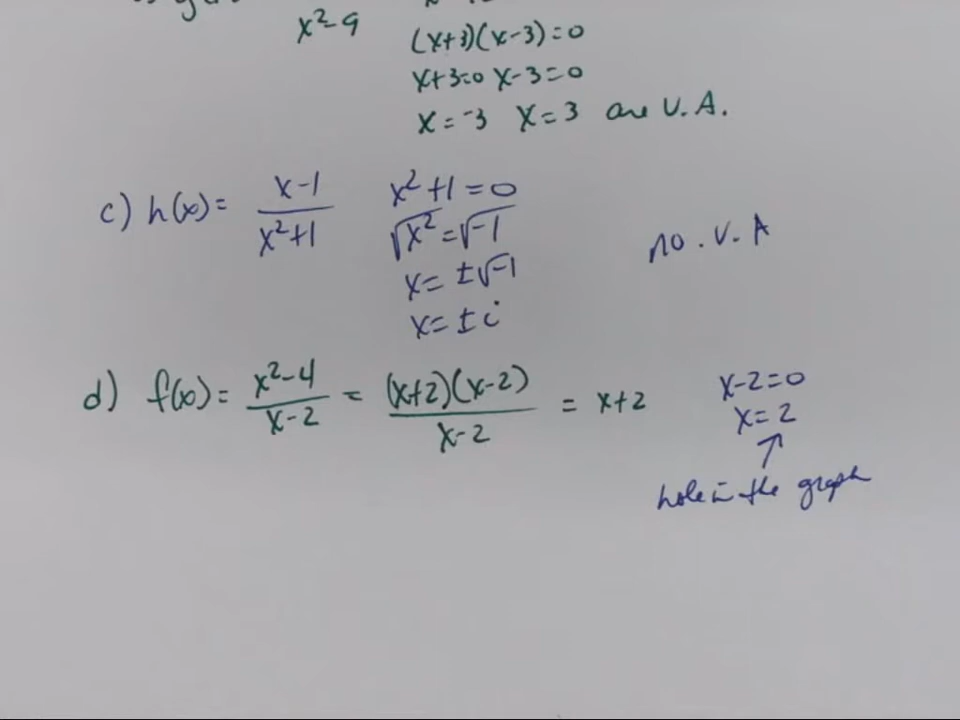 x²-9
(x+3)(x-3)=0
x+3=0 x-3=0
x=-3 x=3 are V.A.
c) h(x)= x-1 / x²+1
x²+1=0
√x² =√-1
x= ±√-1
x= ± i
no. V. A
d) f(x)= x²-4 / x-2 = (x+2)(x-2) / x-2 = x+2
x-2=0
x=2
↑
hole in the graph